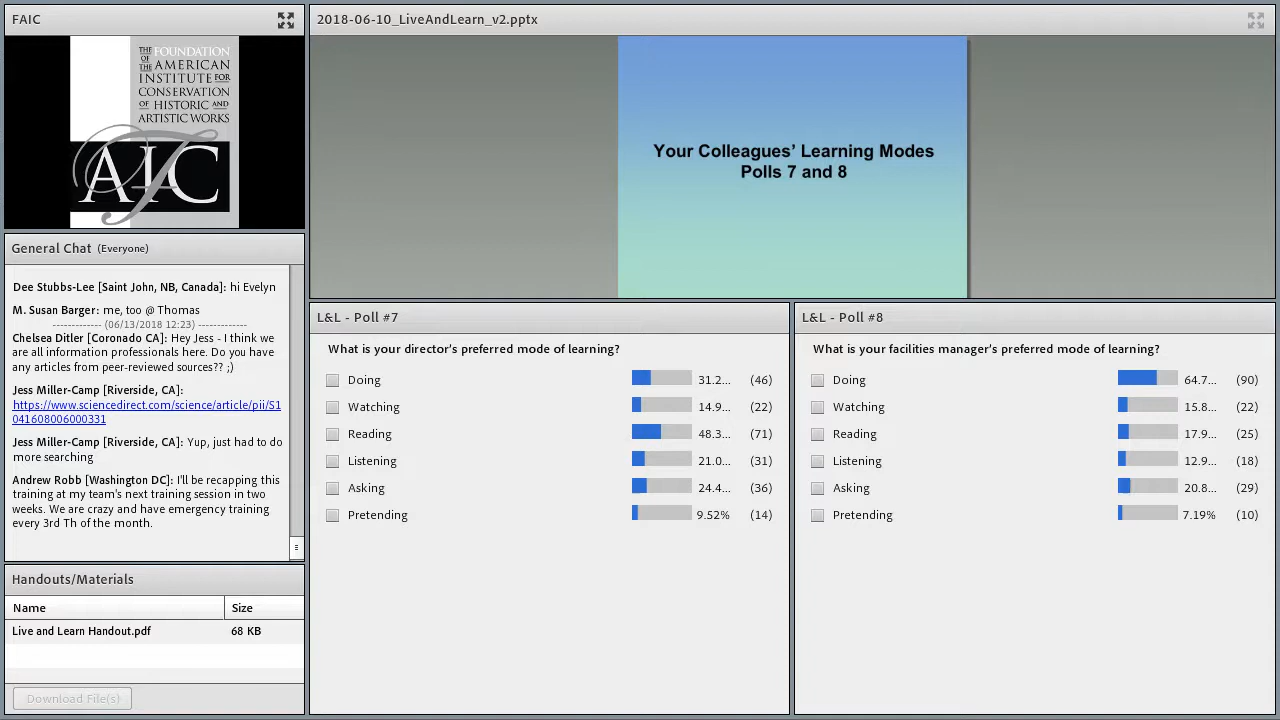 FAIC
THE FOUNDATION
OF THE AMERICAN
INSTITUTE FOR
CONSERVATION
OF HISTORIC AND
ARTISTIC WORKS
AIC
General Chat (Everyone)
Dee Stubbs-Lee [Saint John, NB, Canada]: hi Evelyn
M. Susan Barger: me, too @ Thomas
------------- (06/13/2018 12:23) -------------
Chelsea Ditler [Coronado CA]: Hey Jess - I think we
are all information professionals here. Do you have
any articles from peer-reviewed sources?? ;)
Jess Miller-Camp [Riverside, CA]:
https://www.sciencedirect.com/science/article/pii/S1
041608006000331
Jess Miller-Camp [Riverside, CA]: Yup, just had to do
more searching
Andrew Robb [Washington DC]: I'll be recapping this
training at my team's next training session in two
weeks. We are crazy and have emergency training
every 3rd Th of the month.
Handouts/Materials
Name Size
Live and Learn Handout.pdf 68 KB
Download File(s)
2018-06-10_LiveAndLearn_v2.pptx
Your Colleagues' Learning Modes
Polls 7 and 8
L&L - Poll #7
What is your director's preferred mode of learning?
Doing 31.2... (46)
Watching 14.9... (22)
Reading 48.3... (71)
Listening 21.0... (31)
Asking 24.4... (36)
Pretending 9.52% (14)
L&L - Poll #8
What is your facilities manager's preferred mode of learning?
Doing 64.7... (90)
Watching 15.8... (22)
Reading 17.9... (25)
Listening 12.9... (18)
Asking 20.8... (29)
Pretending 7.19% (10)